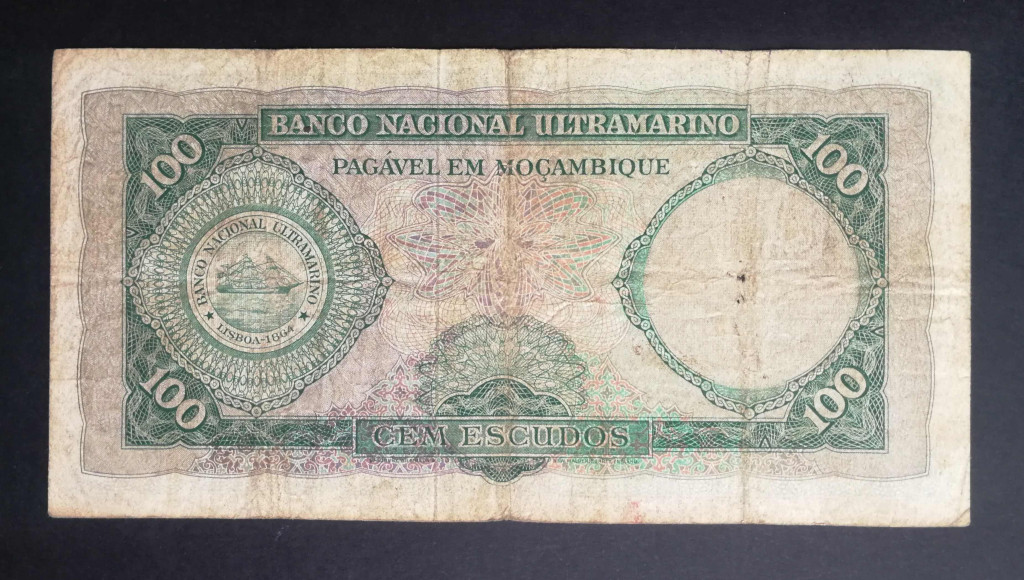 BANCO NACIONAL ULTRAMARINO
PAGÁVEL EM MOÇAMBIQUE
100
100
BANCO NACIONAL ULTRAMARINO
LISBOA-1864
100
100
CEM ESCUDOS